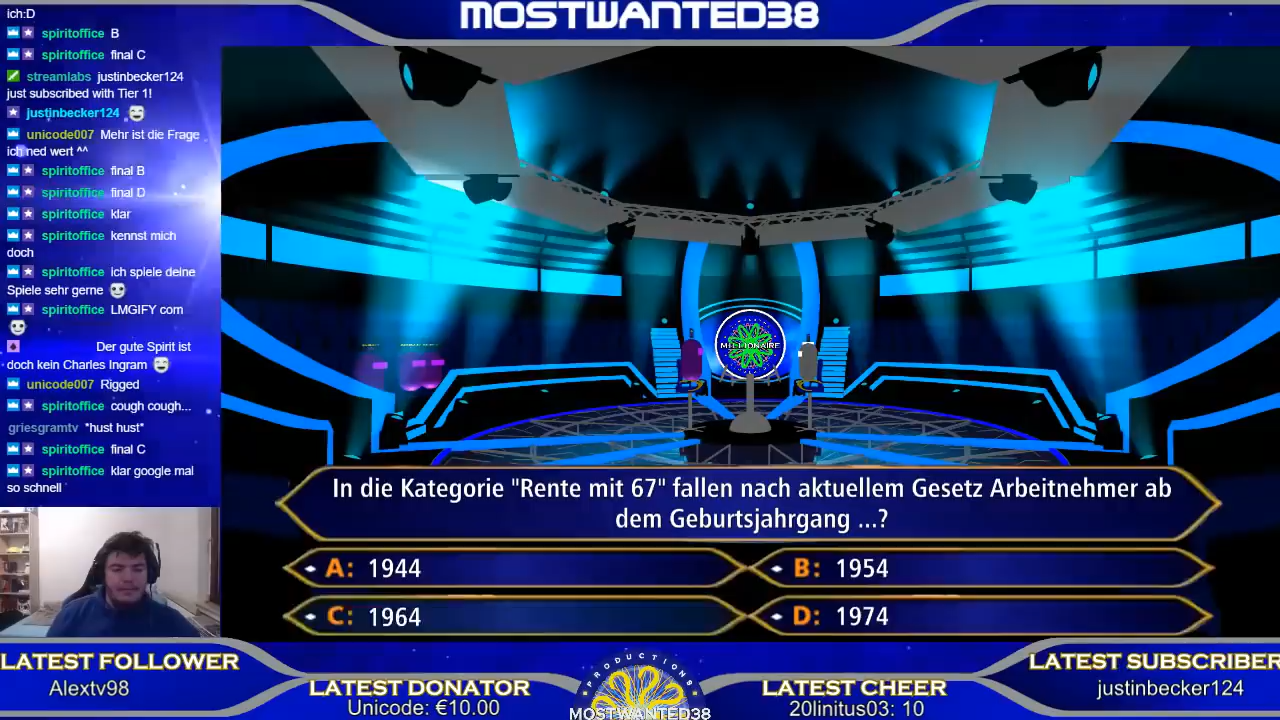 MOSTWANTED38
ich:D
spiritoffice B
spiritoffice final C
streamlabs justinbecker124
just subscribed with Tier 1!
justinbecker124
unicode007 Mehr ist die Frage
ich ned wert ^^
spiritoffice final B
spiritoffice final D
spiritoffice klar
spiritoffice kennst mich
doch
spiritoffice ich spiele deine
Spiele sehr gerne
spiritoffice LMGIFY com
Der gute Spirit ist
doch kein Charles Ingram
unicode007 Rigged
spiritoffice cough cough...
griesgramtv *hust hust*
spiritoffice final C
spiritoffice klar google mal
so schnell
MILLIONAIRE
In die Kategorie "Rente mit 67" fallen nach aktuellem Gesetz Arbeitnehmer ab
dem Geburtsjahrgang ...?
A: 1944
B: 1954
C: 1964
D: 1974
LATEST FOLLOWER
Alextv98
LATEST DONATOR
Unicode: €10.00
PRODUCTIONS
MOSTWANTED38
LATEST CHEER
20linitus03: 10
LATEST SUBSCRIBER
justinbecker124